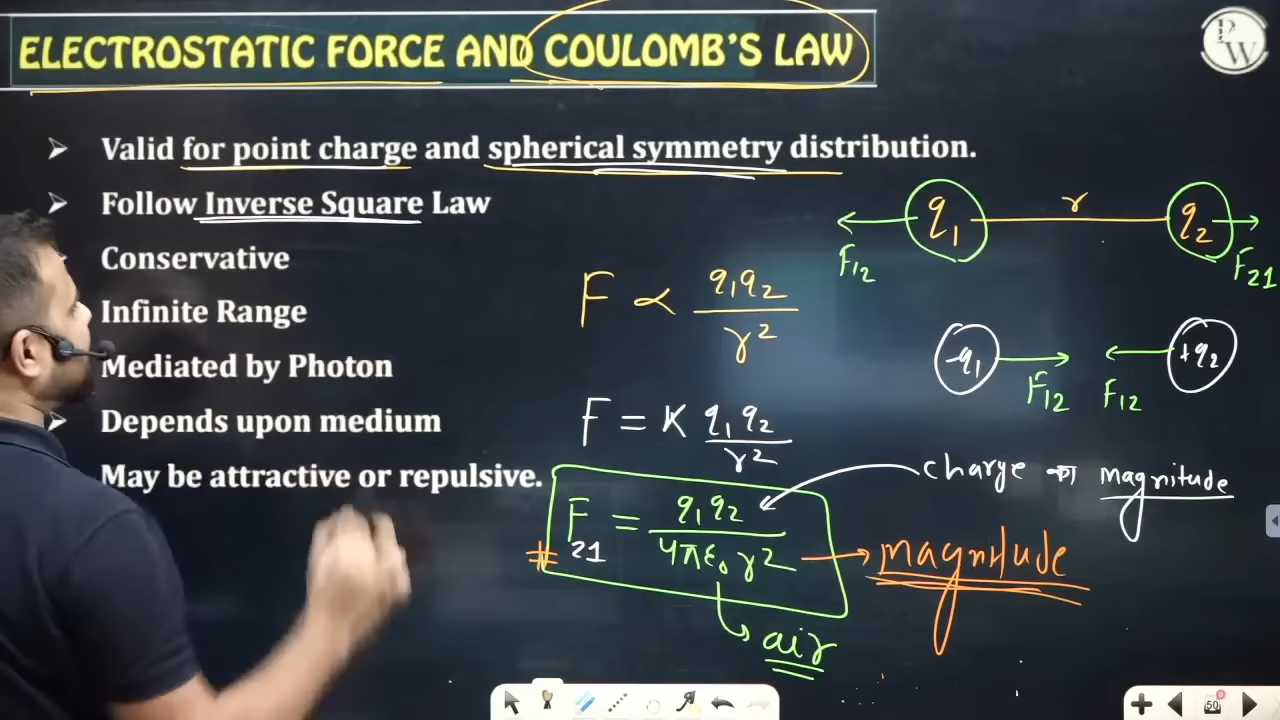 ELECTROSTATIC FORCE AND COULOMB'S LAW
PW
➢ Valid for point charge and spherical symmetry distribution.
➢ Follow Inverse Square Law
Conservative
Infinite Range
Mediated by Photon
➢ Depends upon medium
May be attractive or repulsive.
q₁ r q₂
F₁₂ F₂₁
F ∝ q₁q₂ / r²
-q₁ +q₂
F₁₂ F₁₂
F = K q₁q₂ / r²
charge का magnitude
# F₂₁ = q₁q₂ / 4πε₀r² → magnitude
air
50